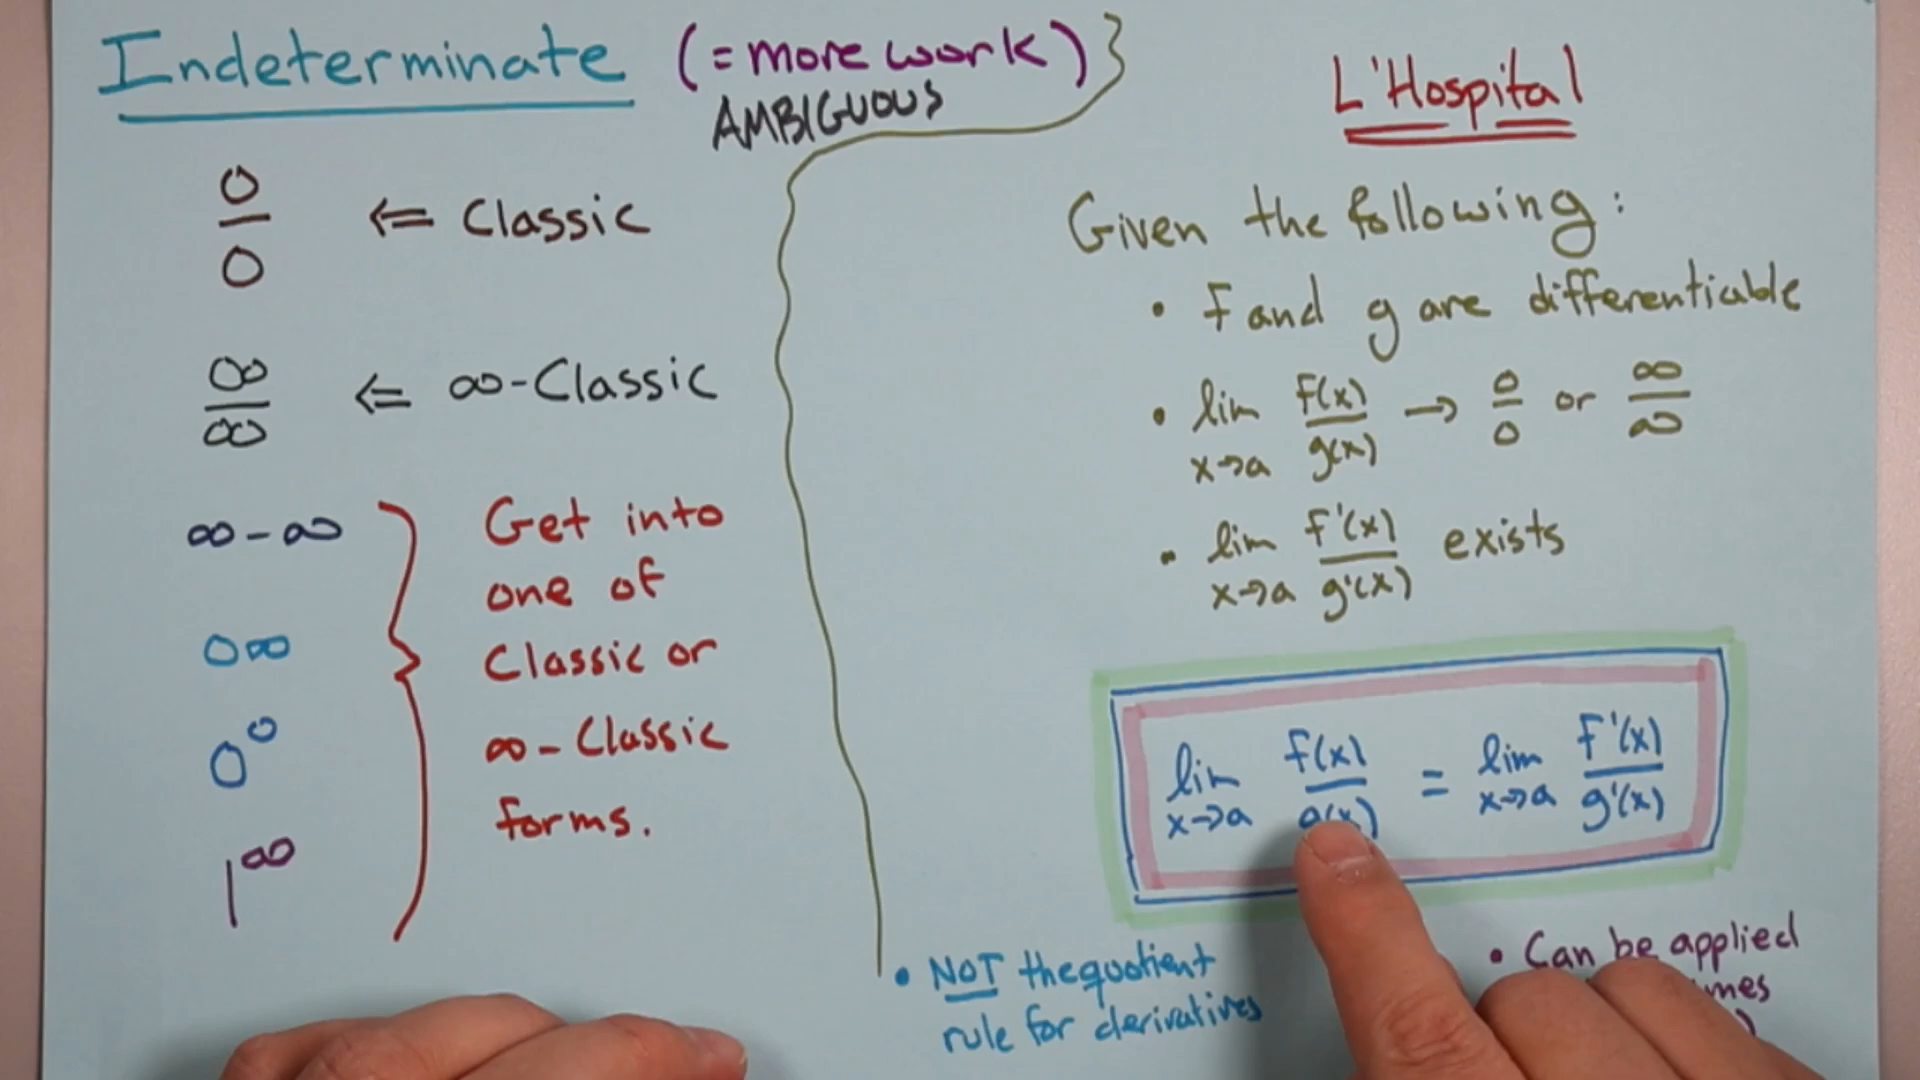 Indeterminate (= more work) }
AMBIGUOUS
0/0 ⇐ Classic
∞/∞ ⇐ ∞-Classic
∞-∞
0∞
0⁰
1^∞
} Get into
one of
Classic or
∞-Classic
forms.
L'Hospital
Given the following:
• f and g are differentiable
• lim x→a f(x)/g(x) → 0/0 or ∞/∞
• lim x→a f'(x)/g'(x) exists
lim x→a f(x)/g(x) = lim x→a f'(x)/g'(x)
• NOT the quotient
rule for derivatives
• Can be applied